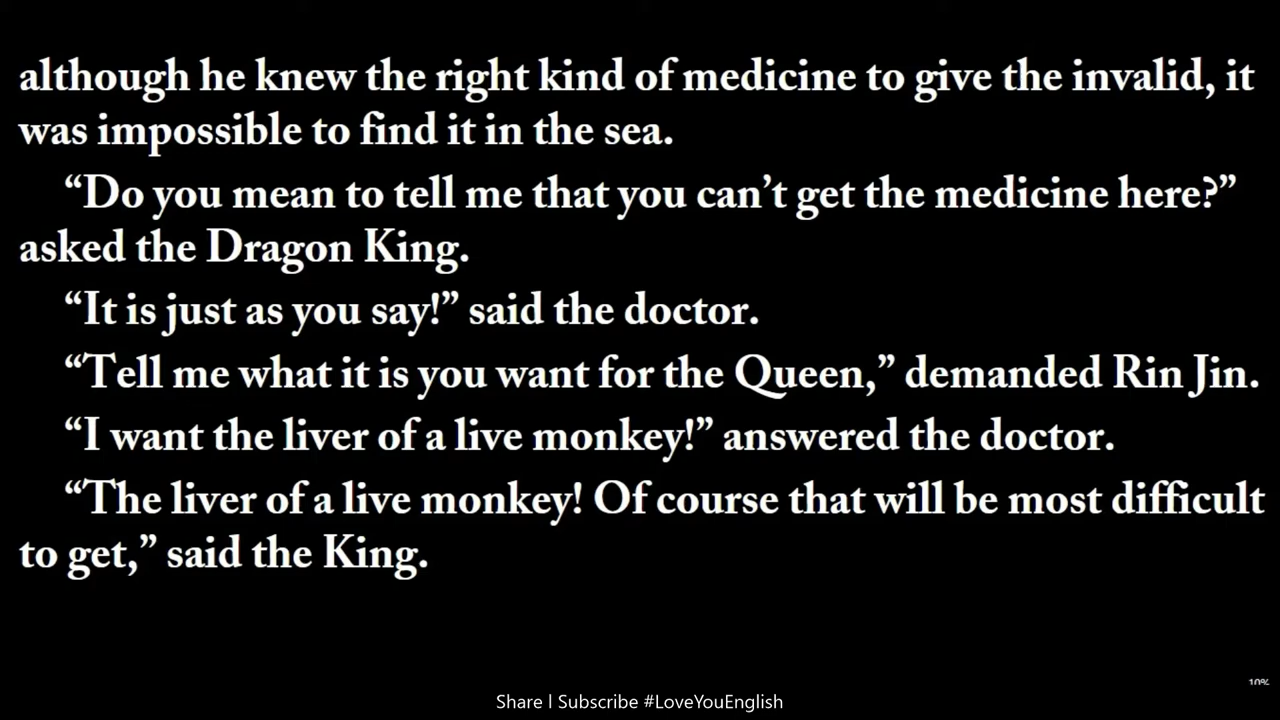 although he knew the right kind of medicine to give the invalid, it
was impossible to find it in the sea.
“Do you mean to tell me that you can’t get the medicine here?”
asked the Dragon King.
“It is just as you say!” said the doctor.
“Tell me what it is you want for the Queen,” demanded Rin Jin.
“I want the liver of a live monkey!” answered the doctor.
“The liver of a live monkey! Of course that will be most difficult
to get,” said the King.
10%
Share | Subscribe #LoveYouEnglish